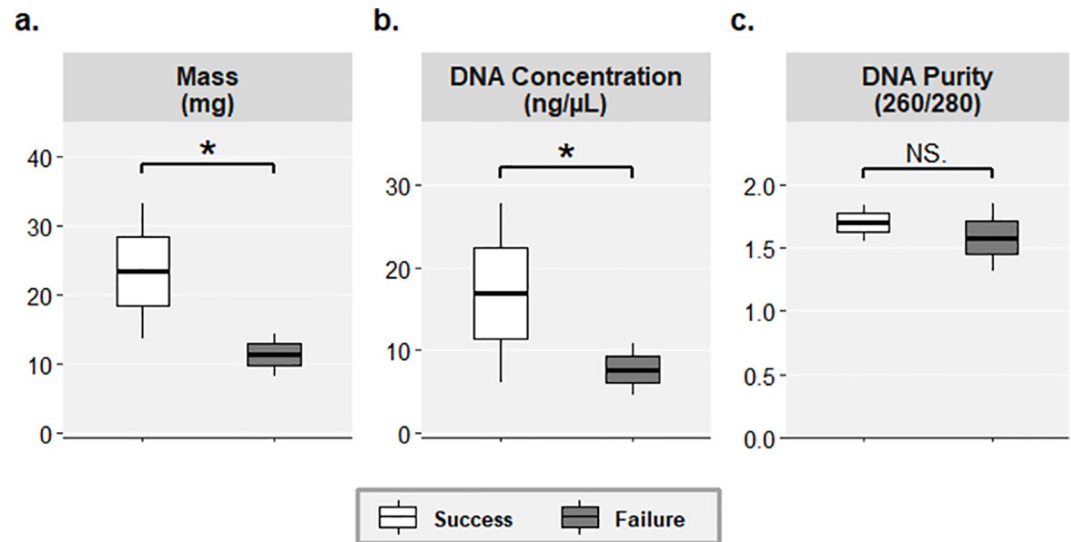 a.
Mass
(mg)
*
40
30
20
10
0
b.
DNA Concentration
(ng/µL)
*
30
20
10
0
c.
DNA Purity
(260/280)
NS.
2.0
1.5
1.0
0.5
0.0
Success
Failure